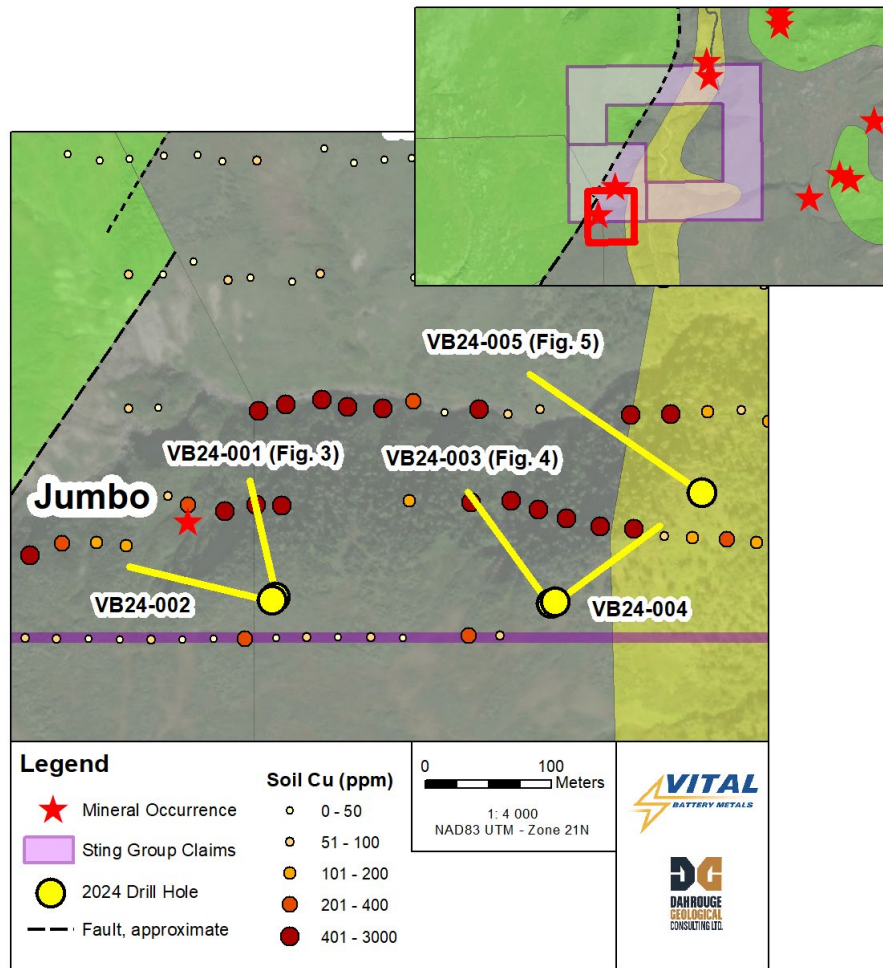 VB24-005 (Fig. 5)
VB24-001 (Fig. 3)
VB24-003 (Fig. 4)
Jumbo
VB24-002
VB24-004
Legend
Mineral Occurrence
Sting Group Claims
2024 Drill Hole
Fault, approximate
Soil Cu (ppm)
0 - 50
51 - 100
101 - 200
201 - 400
401 - 3000
0 100
Meters
1: 4 000
NAD83 UTM - Zone 21N
VITAL
BATTERY METALS
DAHROUGE
GEOLOGICAL
CONSULTING LTD.